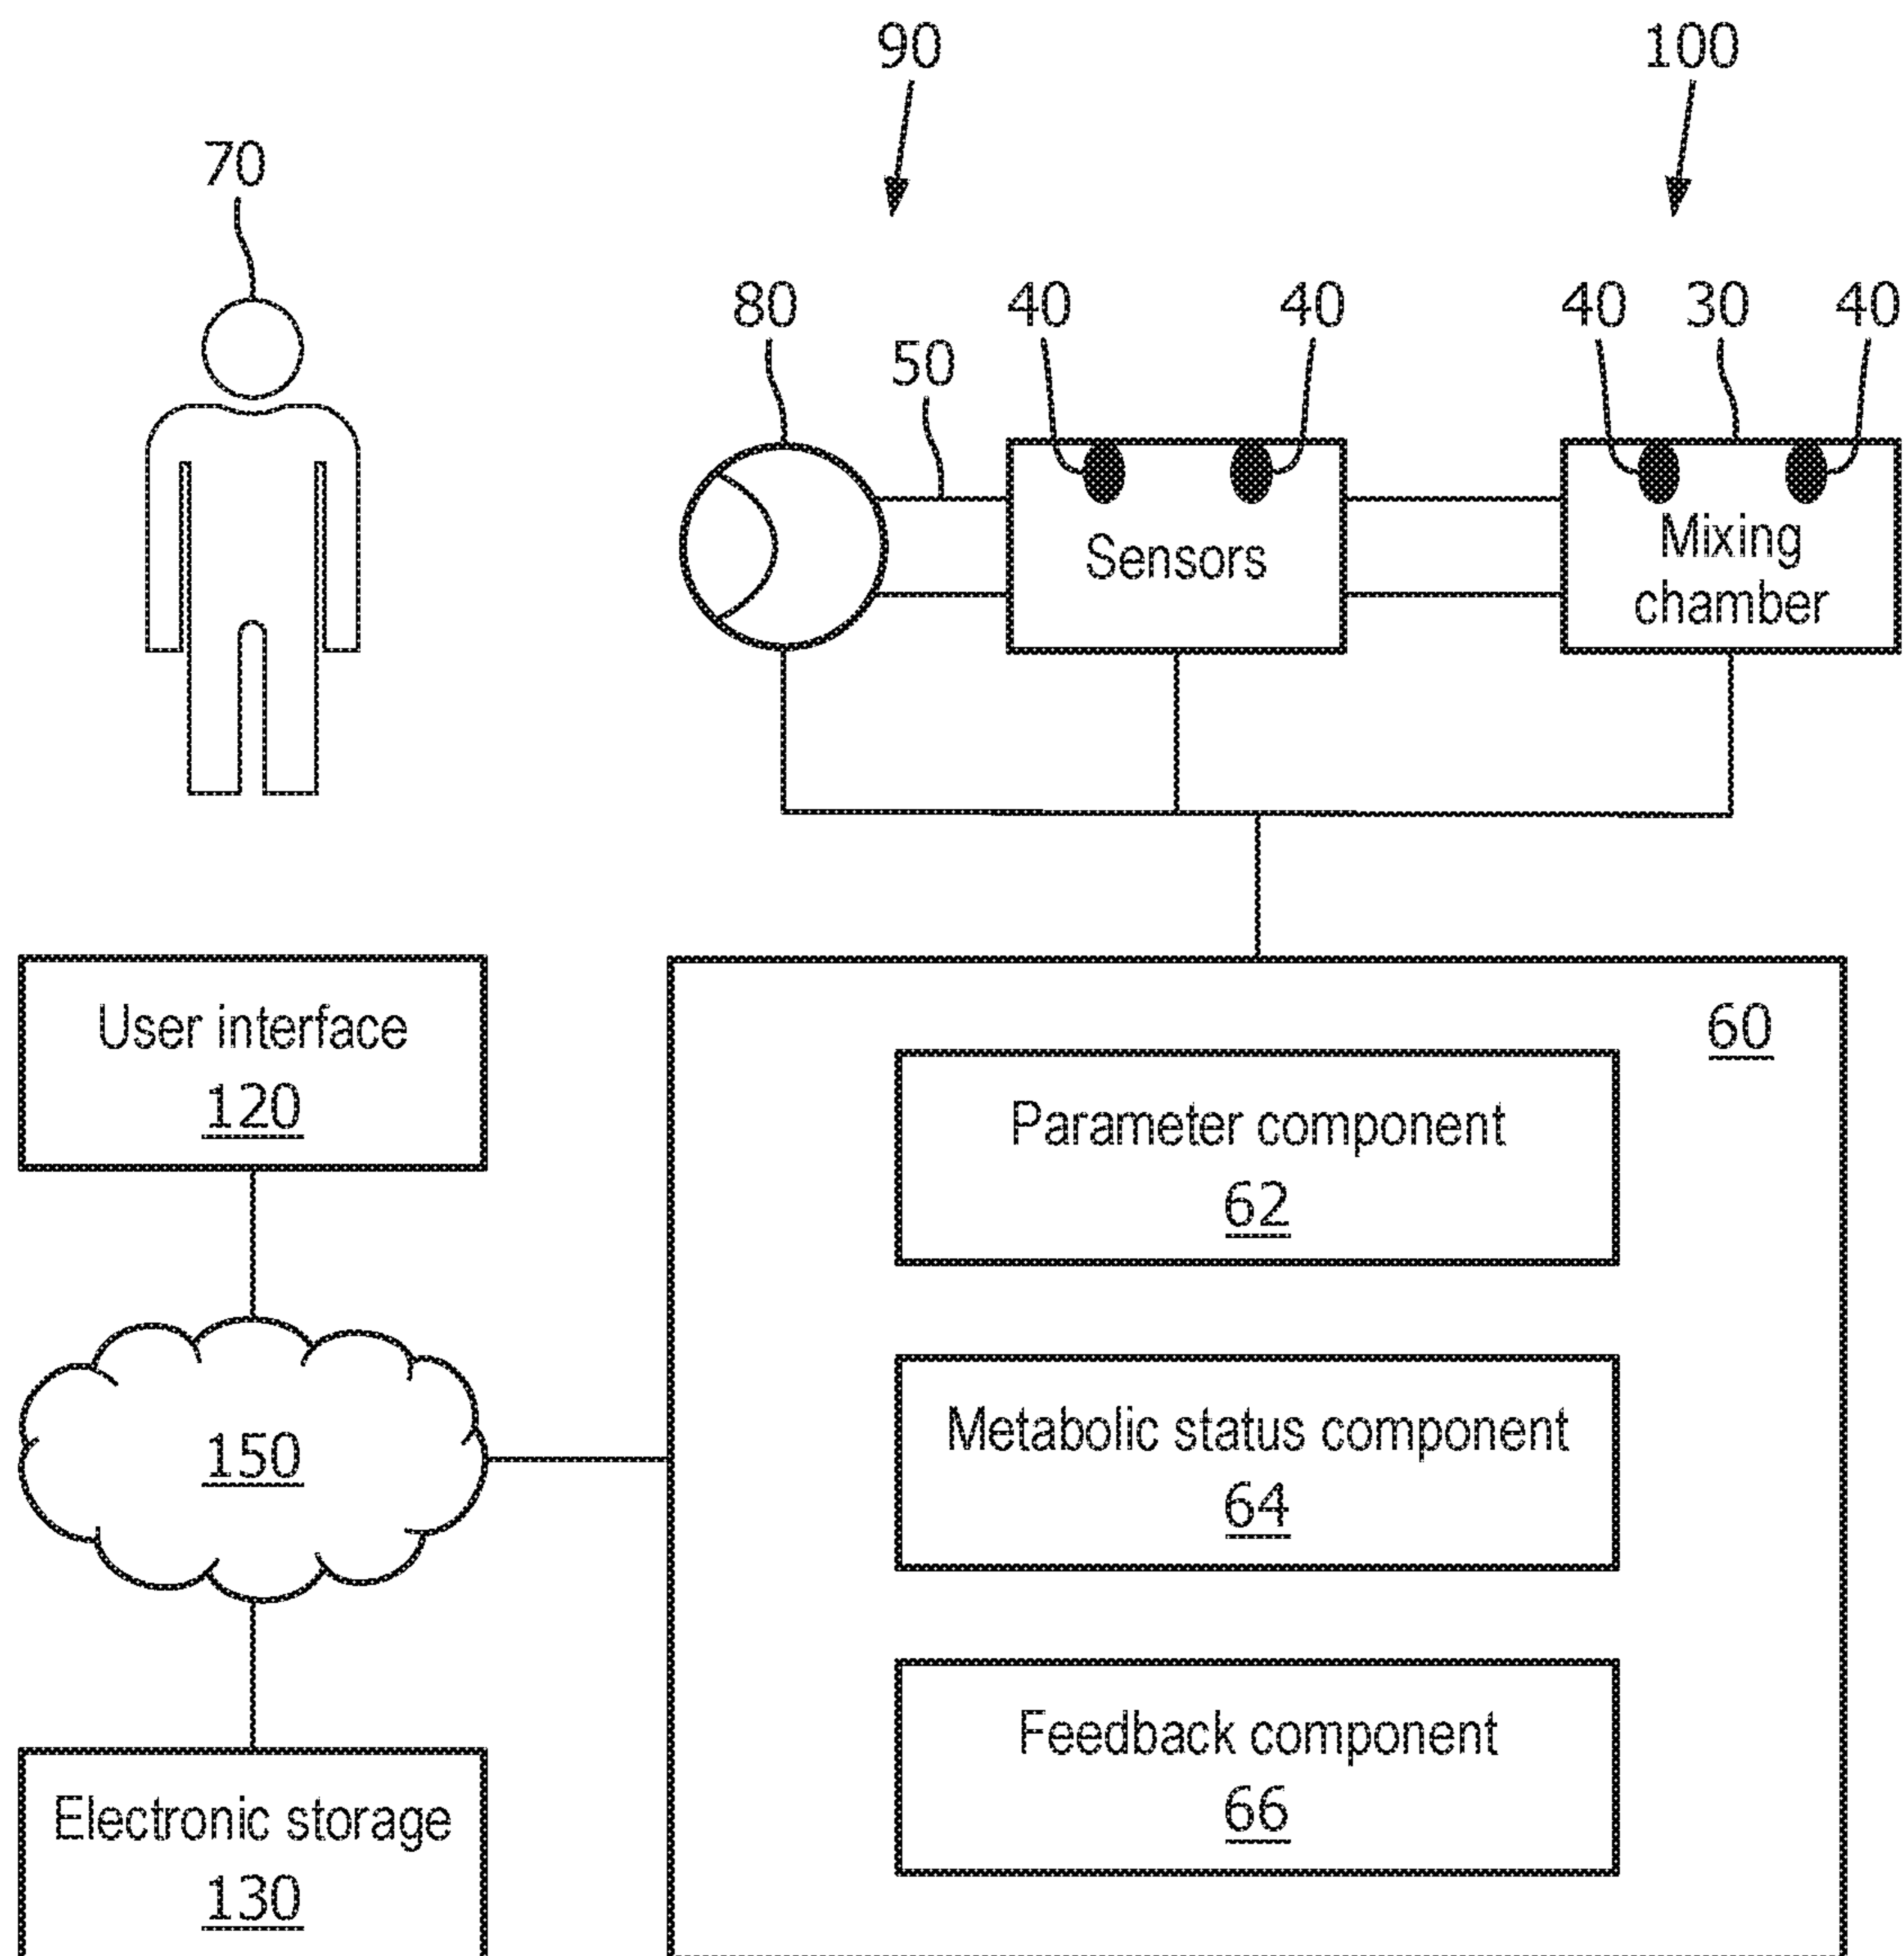 90
100
70
80
40
40
40
30
40
50
Sensors
Mixing
chamber
User interface
120
60
Parameter component
62
150
Metabolic status component
64
Feedback component
66
Electronic storage
130